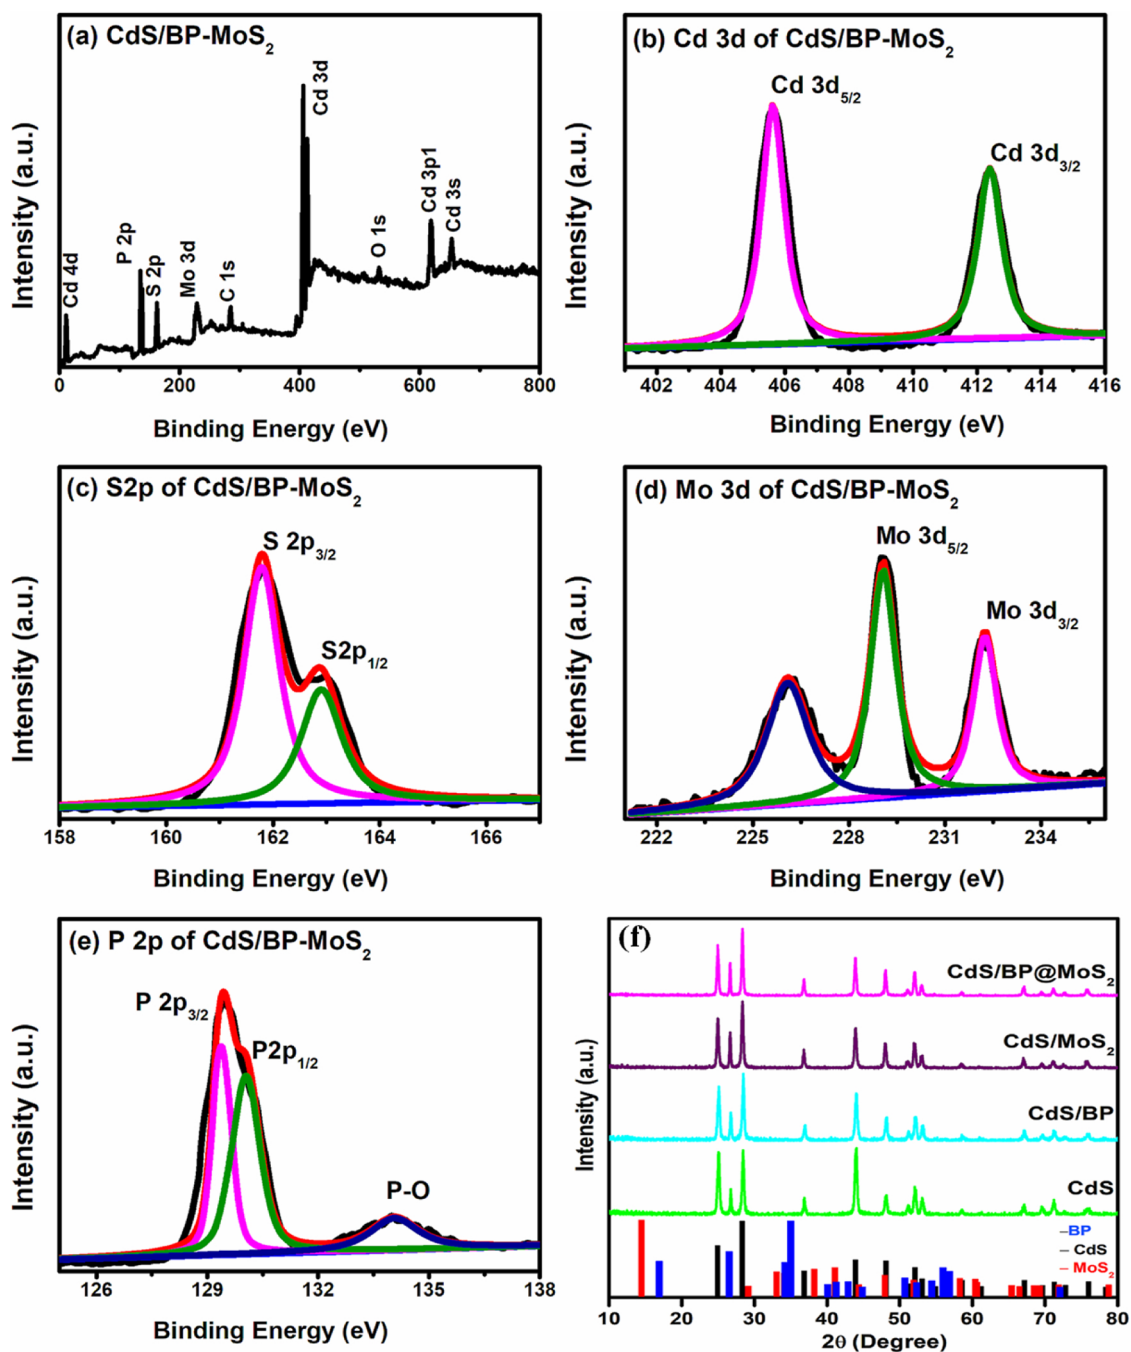 (a) CdS/BP-MoS₂
Cd 4d
P 2p
S 2p
Mo 3d
C 1s
Cd 3d
O 1s
Cd 3p1
Cd 3s
Intensity (a.u.)
0 200 400 600 800
Binding Energy (eV)
(b) Cd 3d of CdS/BP-MoS₂
Cd 3d₅/₂
Cd 3d₃/₂
Intensity (a.u.)
402 404 406 408 410 412 414 416
Binding Energy (eV)
(c) S2p of CdS/BP-MoS₂
S 2p₃/₂
S2p₁/₂
Intensity (a.u.)
158 160 162 164 166
Binding Energy (eV)
(d) Mo 3d of CdS/BP-MoS₂
Mo 3d₅/₂
Mo 3d₃/₂
Intensity (a.u.)
222 225 228 231 234
Binding Energy (eV)
(e) P 2p of CdS/BP-MoS₂
P 2p₃/₂
P2p₁/₂
P-O
Intensity (a.u.)
126 129 132 135 138
Binding Energy (eV)
(f)
CdS/BP@MoS₂
CdS/MoS₂
CdS/BP
CdS
–BP
– CdS
– MoS₂
Intensity (a.u.)
10 20 30 40 50 60 70 80
2θ (Degree)